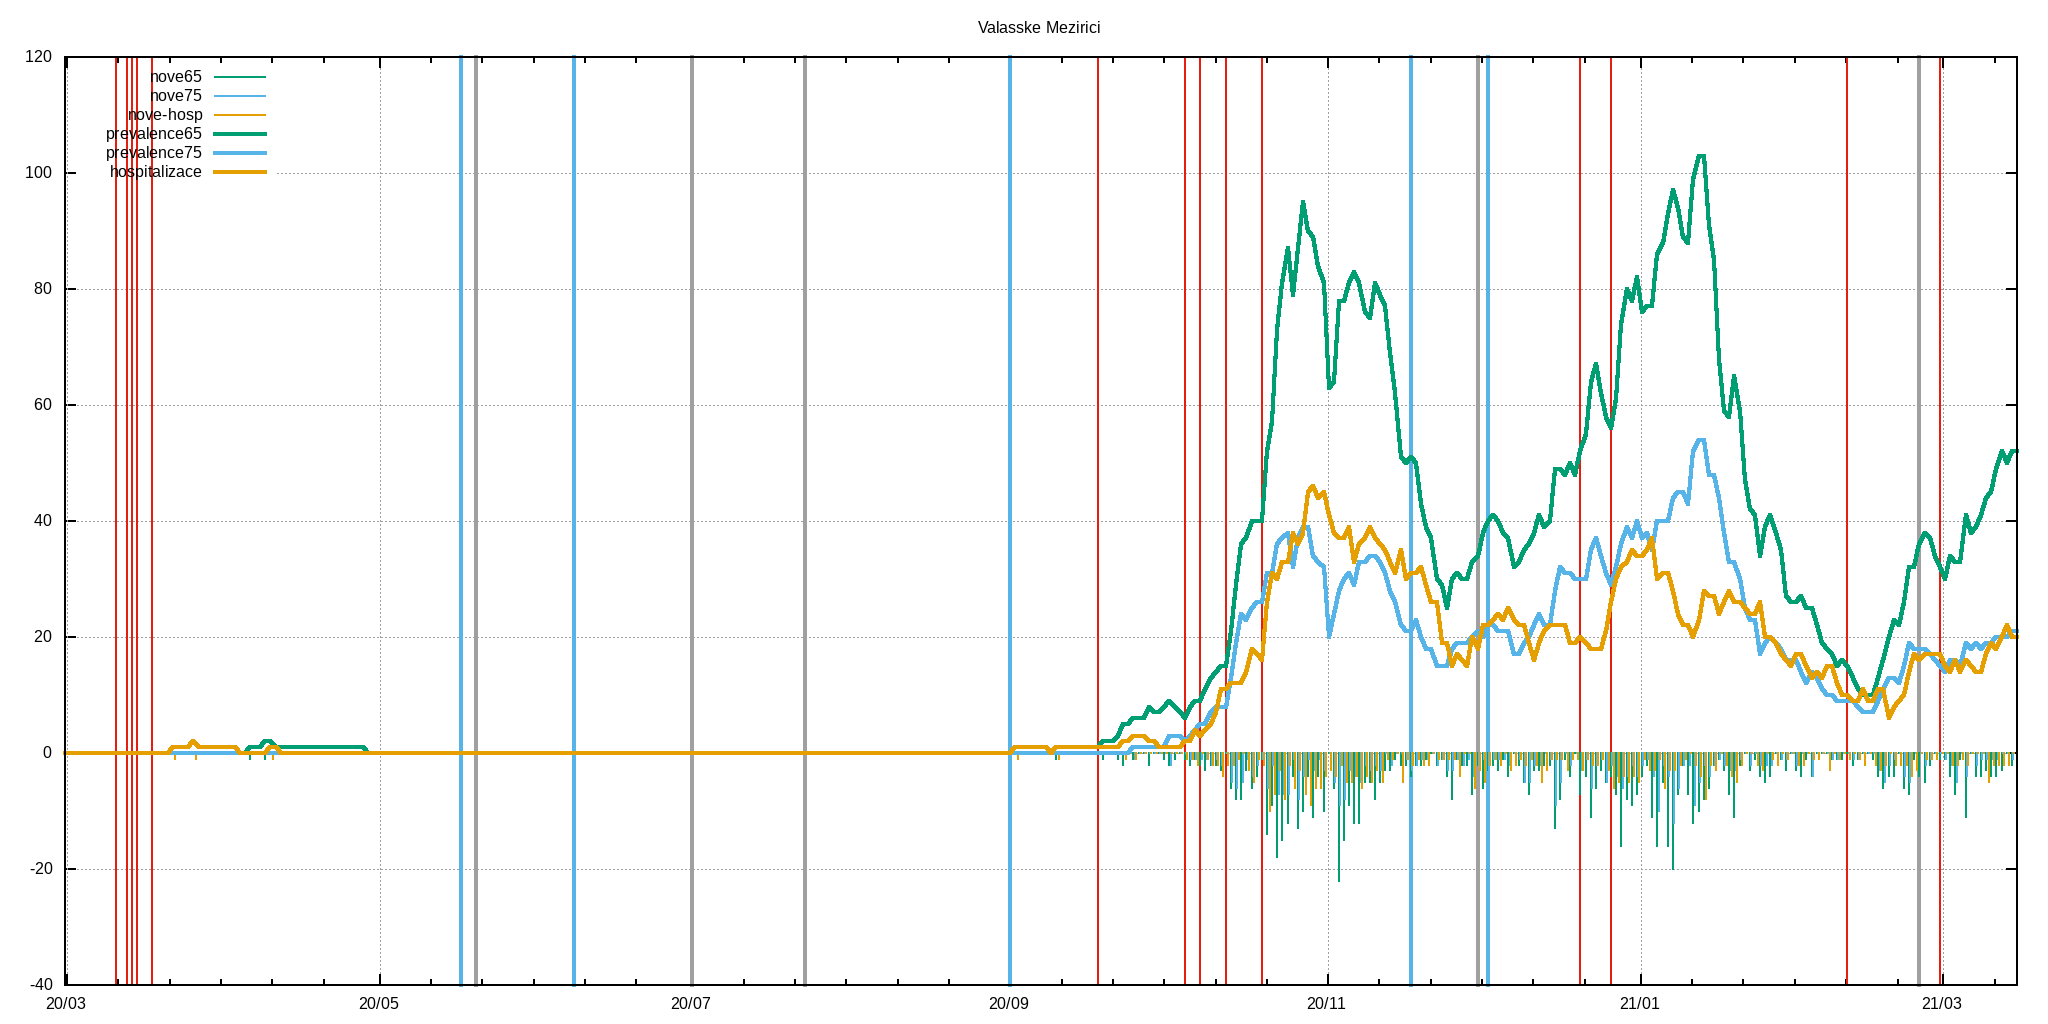 Valasske Mezirici
120
100
80
60
40
20
0
-20
-40
nove65
nove75
nove-hosp
prevalence65
prevalence75
hospitalizace
20/03 20/05 20/07 20/09 20/11 21/01 21/03